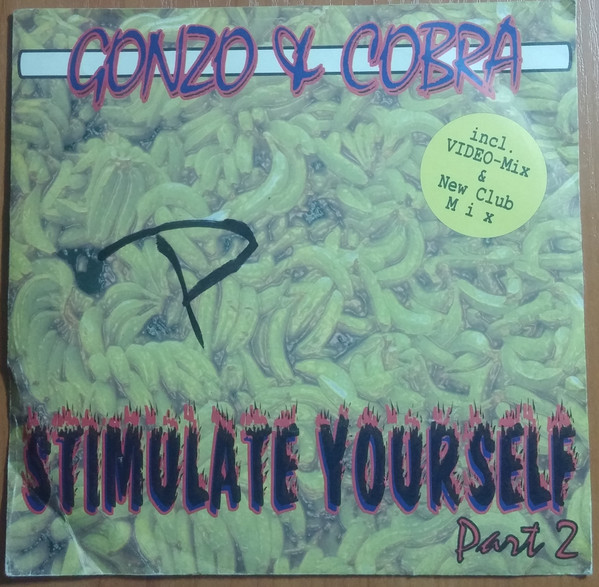 GONZO & COBRA
incl.
VIDEO-Mix
&
New Club
Mix
P
STIMULATE YOURSELF
Part 2